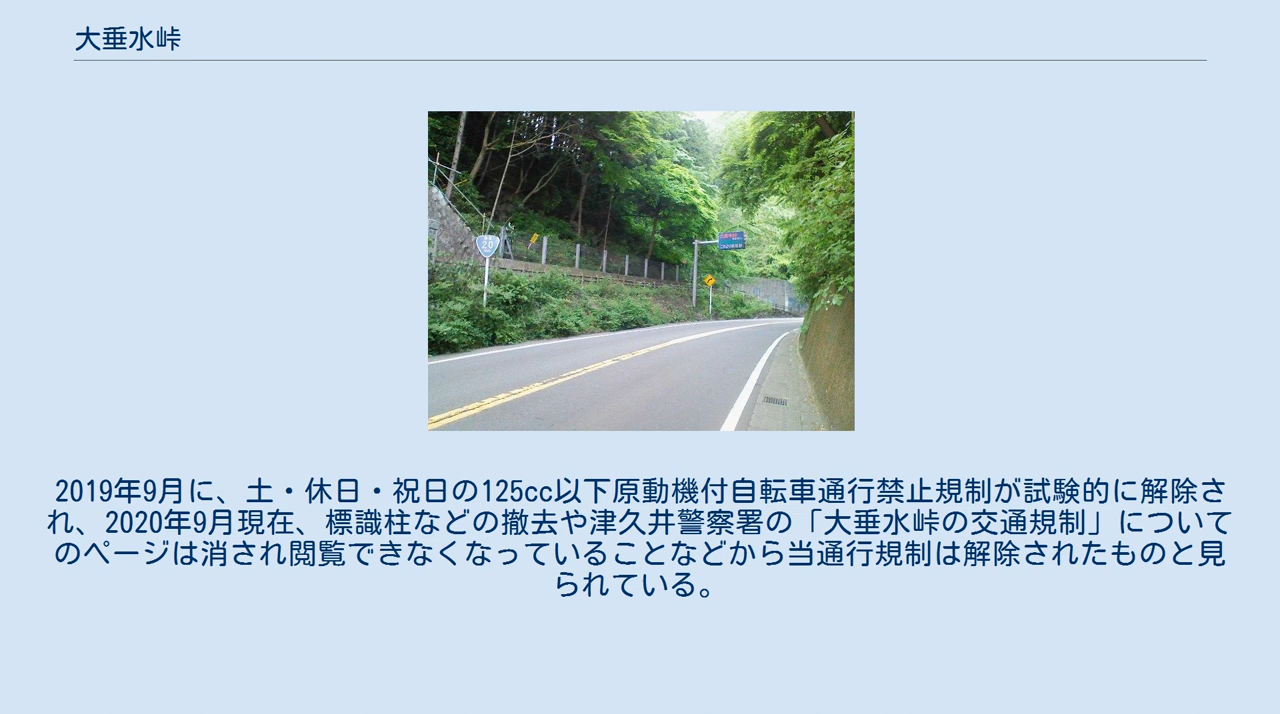 大垂水峠
20
2019年9月に、土・休日・祝日の125cc以下原動機付自転車通行禁止規制が試験的に解除さ
れ、2020年9月現在、標識柱などの撤去や津久井警察署の「大垂水峠の交通規制」について
のページは消され閲覧できなくなっていることなどから当通行規制は解除されたものと見
られている。